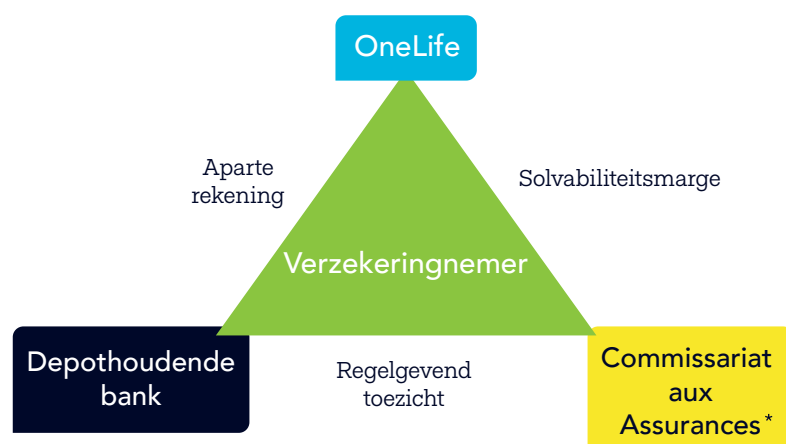 OneLife
Aparte
rekening
Solvabiliteitsmarge
Verzekeringnemer
Depothoudende
bank
Regelgevend
toezicht
Commissariat
aux
Assurances*